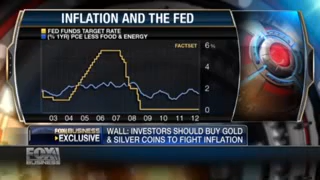 INFLATION AND THE FED
FED FUNDS TARGET RATE
(% 1YR) PCE LESS FOOD & ENERGY
FACTSET
6 %
4
2
0
03 04 05 06 07 08 09 10 11 12
FOX BUSINESS
EXCLUSIVE
WALL: INVESTORS SHOULD BUY GOLD
& SILVER COINS TO FIGHT INFLATION
FOX
BUSINESS